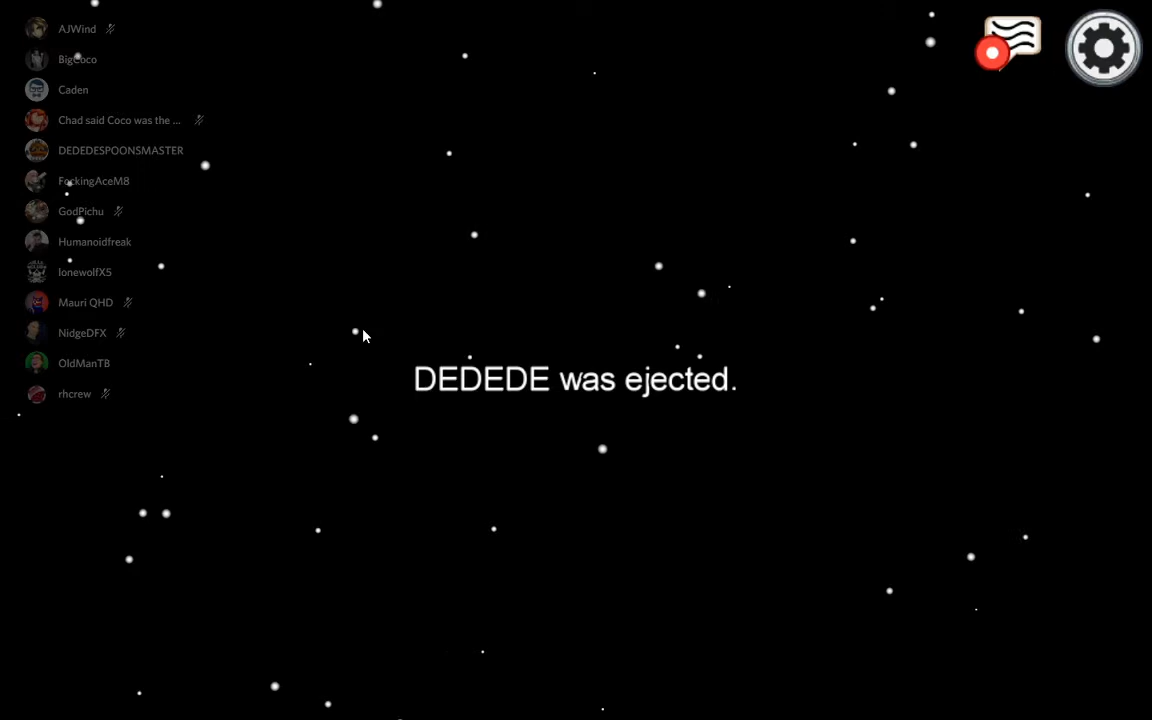 AJWind
BigCoco
Caden
Chad said Coco was the ...
DEDEDESPOONSMASTER
FockingAceM8
GodPichu
Humanoidfreak
lonewolfX5
Mauri QHD
NidgeDFX
OldManTB
rhcrew
DEDEDE was ejected.